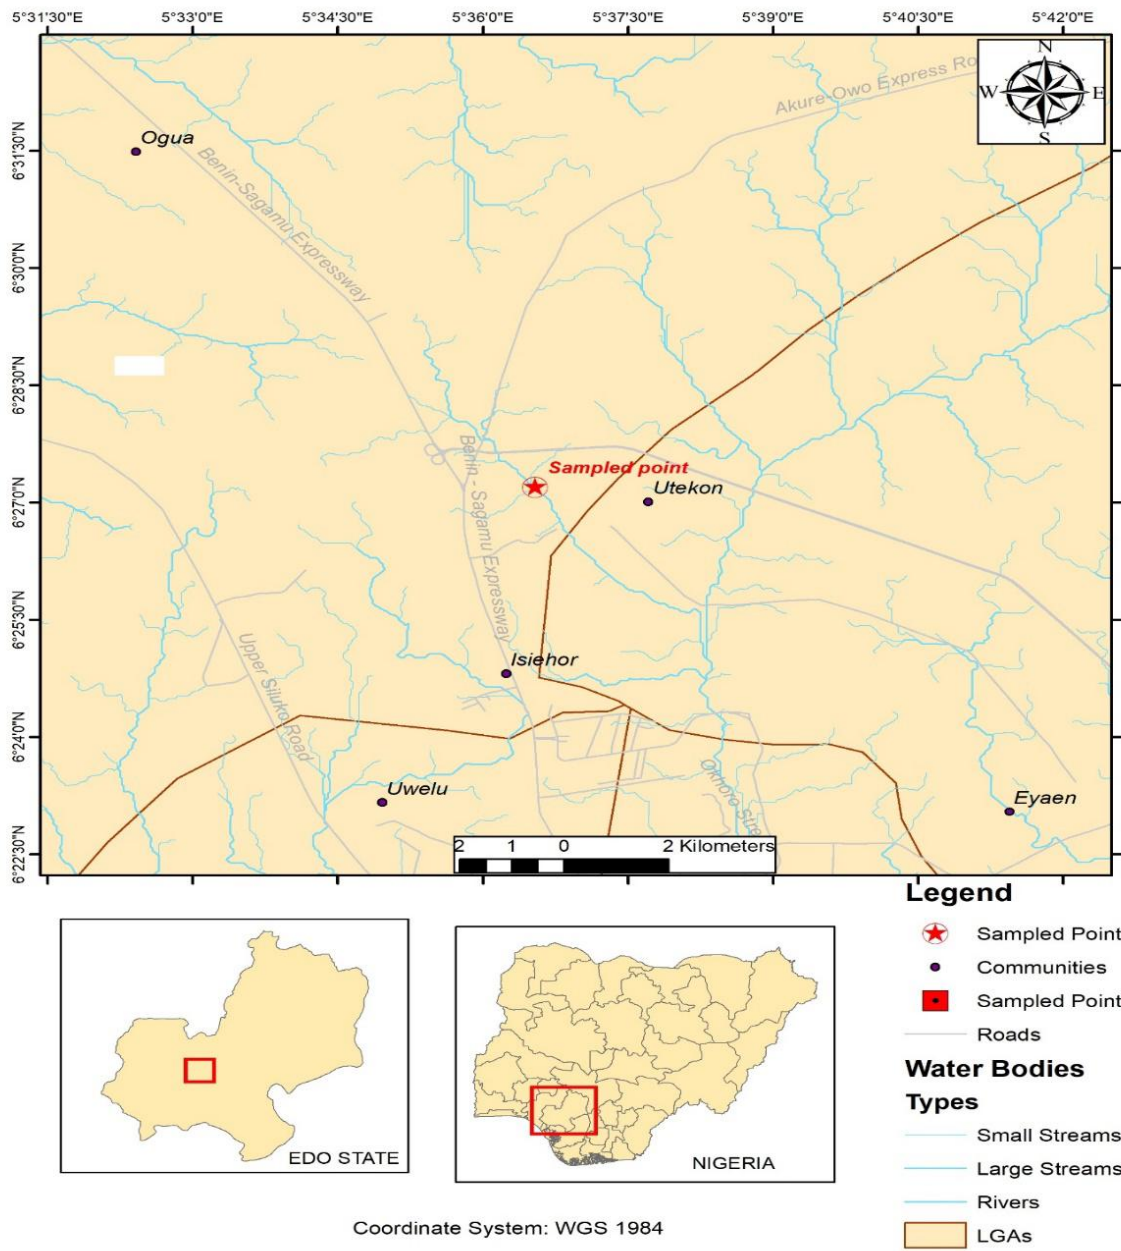 5°31'30"E 5°33'0"E 5°34'30"E 5°36'0"E 5°37'30"E 5°39'0"E 5°40'30"E 5°42'0"E
N
W E
S
Akure-Owo Express Ro
6°31'30"N
Ogua
Benin-Sagamu Expressway
6°30'0"N
6°28'30"N
Benin - Sagamu Expressway
Sampled point
Utekon
6°27'0"N
6°25'30"N
Upper Siluko Road
Isiehor
6°24'0"N
Okhoro Stre
Uwelu
Eyaen
6°22'30"N
2 1 0 2 Kilometers
Legend
Sampled Point
Communities
Sampled Point
Roads
Water Bodies
Types
Small Streams
Large Streams
Rivers
LGAs
EDO STATE
NIGERIA
Coordinate System: WGS 1984